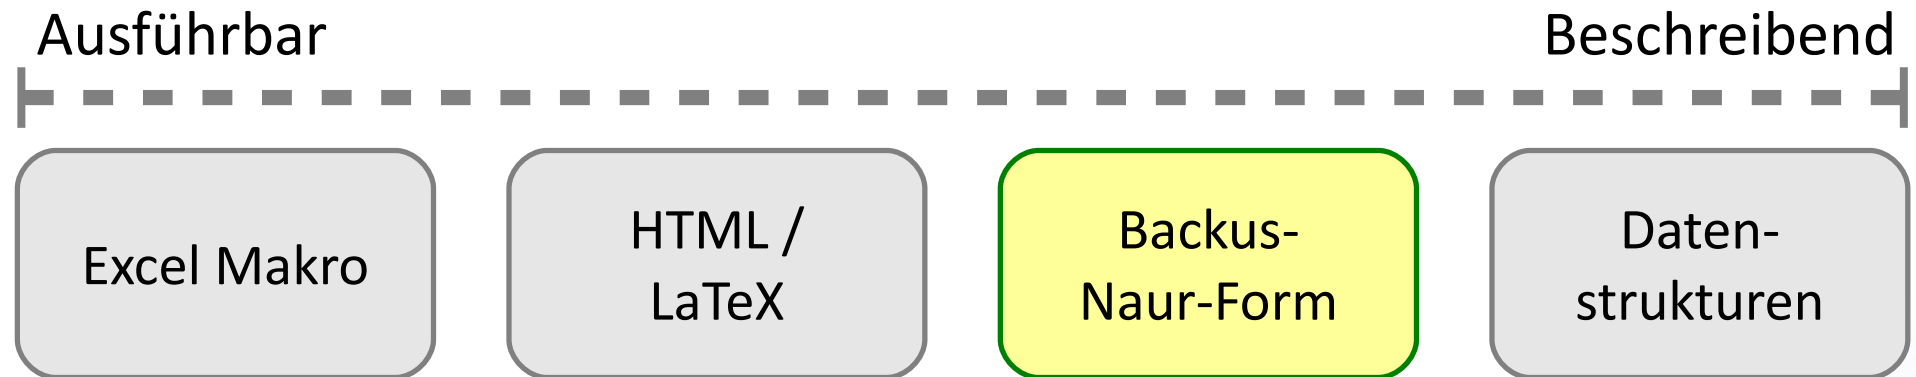 Ausführbar
Beschreibend
Excel Makro
HTML /
LaTeX
Backus-
Naur-Form
Daten-
strukturen